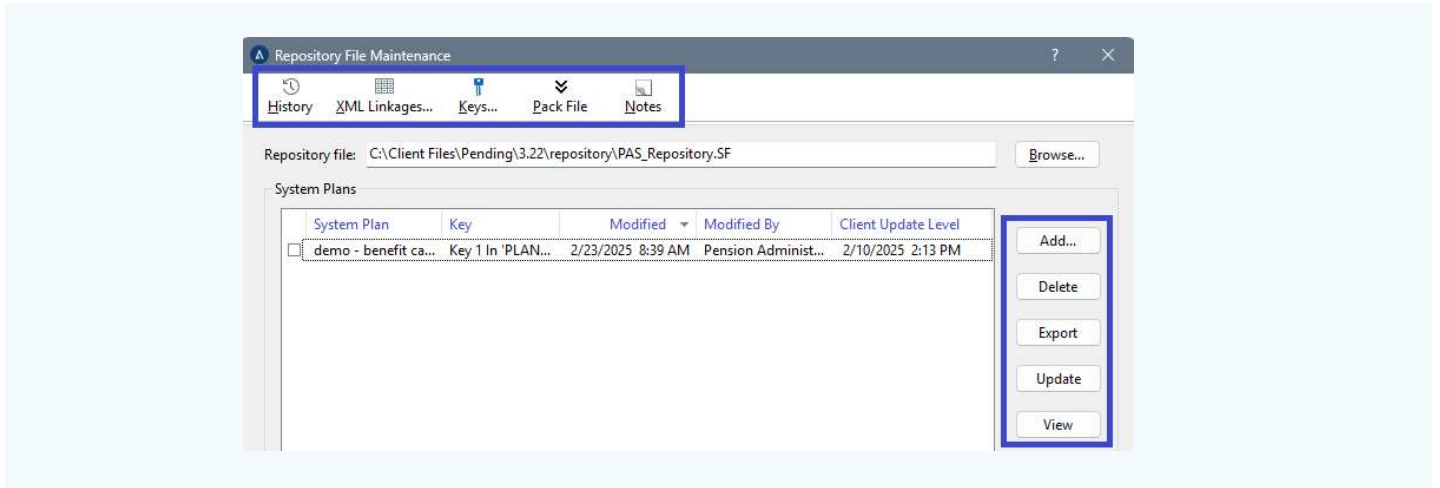 Repository File Maintenance ? ×
History XML Linkages... Keys... Pack File Notes
Repository file: C:\Client Files\Pending\3.22\repository\PAS_Repository.SF Browse...
System Plans
System Plan Key Modified Modified By Client Update Level
demo - benefit ca... Key 1 In 'PLAN... 2/23/2025 8:39 AM Pension Administ... 2/10/2025 2:13 PM
Add...
Delete
Export
Update
View